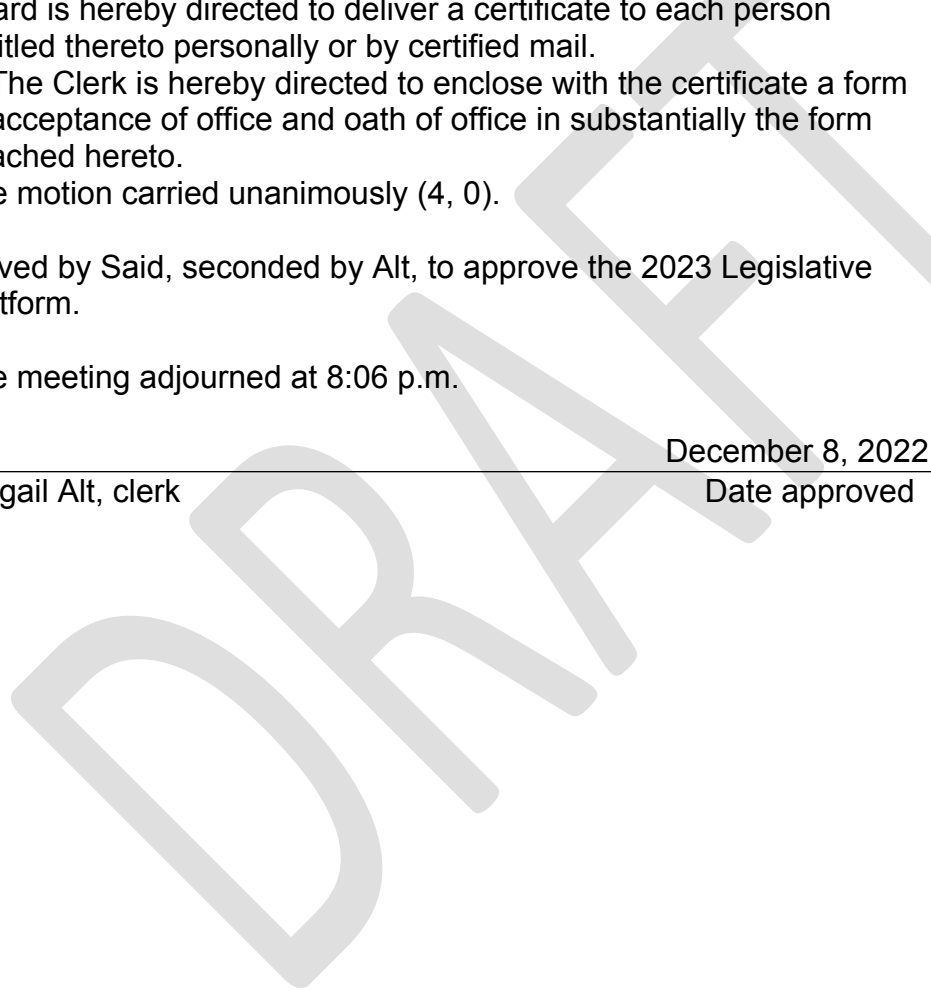 ard is hereby directed to deliver a certificate to each person
itled thereto personally or by certified mail.
The Clerk is hereby directed to enclose with the certificate a form
acceptance of office and oath of office in substantially the form
ached hereto.
e motion carried unanimously (4, 0).
ved by Said, seconded by Alt, to approve the 2023 Legislative
tform.
e meeting adjourned at 8:06 p.m.
December 8, 2022
gail Alt, clerk Date approved
DRAFT